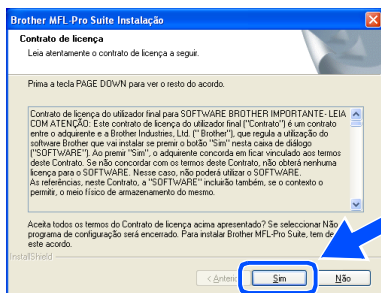 Brother MFL-Pro Suite Instalação
Contrato de licença
Leia atentamente o contrato de licença a seguir.
Prima a tecla PAGE DOWN para ver o resto do acordo.
Contrato de licença do utilizador final para SOFTWARE BROTHER IMPORTANTE- LEIA
COM ATENÇÃO: Este contrato de licença do utilizador final ("Contrato") é um contrato
entre o adquirente e a Brother Industries, Ltd. (" Brother"), que regula a utilização do
software Brother que vai instalar se premir o botão "Sim" nesta caixa de diálogo
("SOFTWARE"). Ao premir "Sim", o adquirente concorda em ficar vinculado aos termos
deste Contrato. Se não concordar com os termos deste Contrato, não obterá nenhuma
licença para o SOFTWARE. Nesse caso, não poderá utilizar o SOFTWARE.
As referências, neste Contrato, a "SOFTWARE" incluirão também, se o contexto o
permitir, o meio físico de armazenamento do mesmo.
Aceita todos os termos do Contrato de licença acima apresentado? Se seleccionar Não
programa de configuração será encerrado. Para instalar Brother MFL-Pro Suite, tem de
este acordo.
InstallShield
< Anterio
Sim
Não